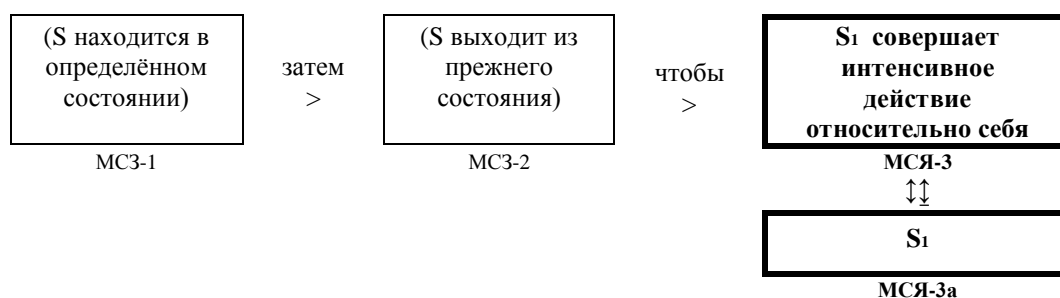 (S находится в
определённом
состоянии)
затем
>
(S выходит из
прежнего
состояния)
чтобы
>
S₁ совершает
интенсивное
действие
относительно себя
МСЗ-1
МСЗ-2
МСЯ-3
↕↨
S₁
МСЯ-3а